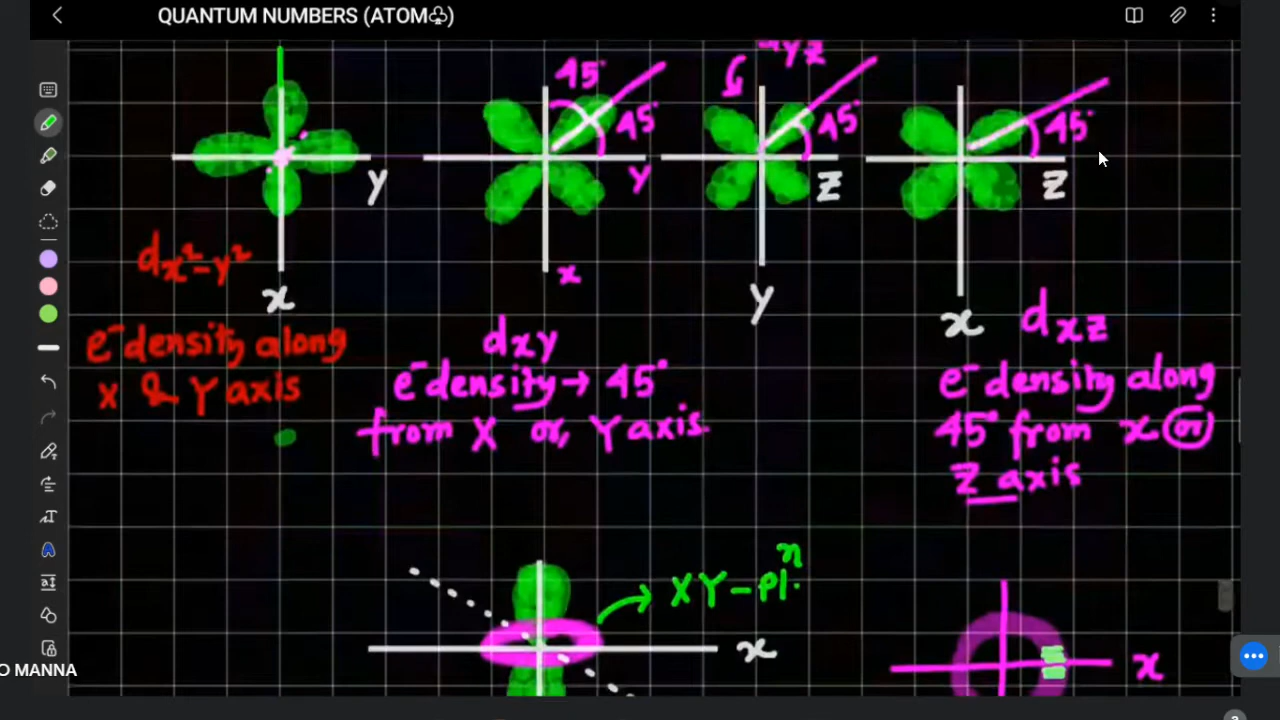 QUANTUM NUMBERS (ATOM♧)
45°
45°
Y
x
dyz
45°
Z
y
45°
Z
x
y
x
dx²-y²
e⁻ density along
X & Y axis
dxy
e⁻ density → 45°
from X or, Y axis.
dxz
e⁻ density along
45° from x or
Z axis
XY-Plⁿ.
x
x
O MANNA